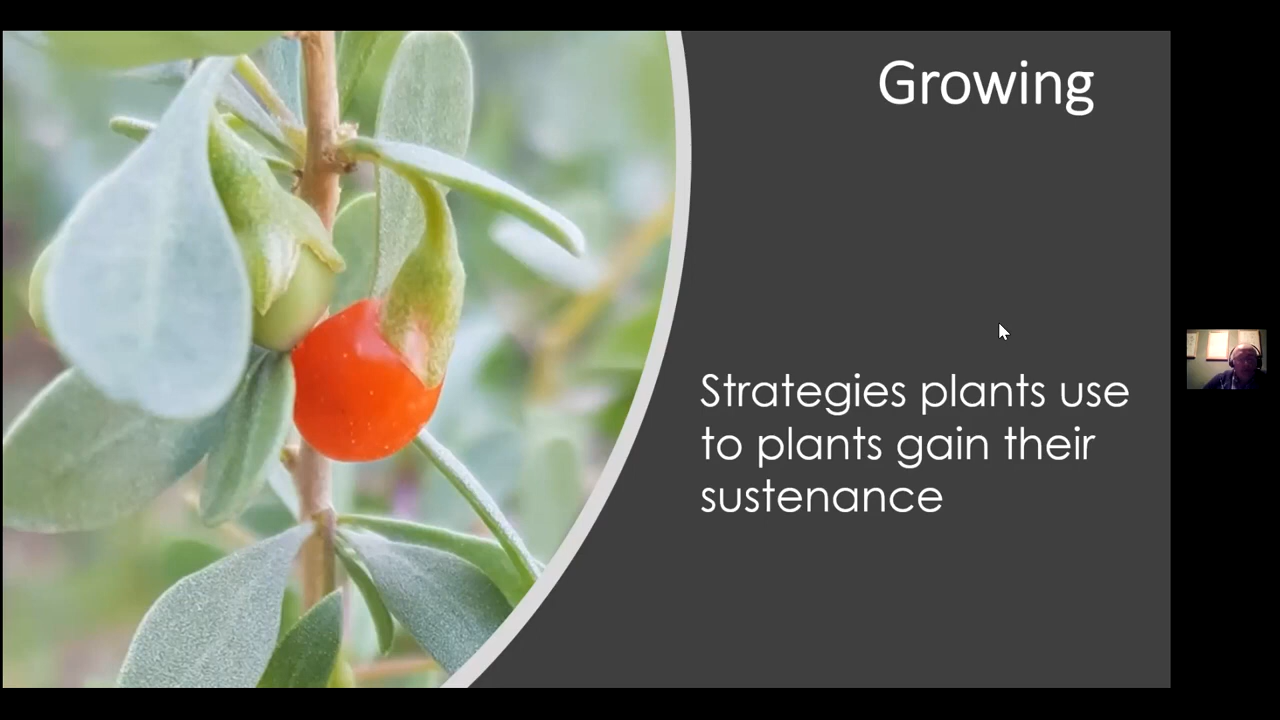 Growing
Strategies plants use
to plants gain their
sustenance